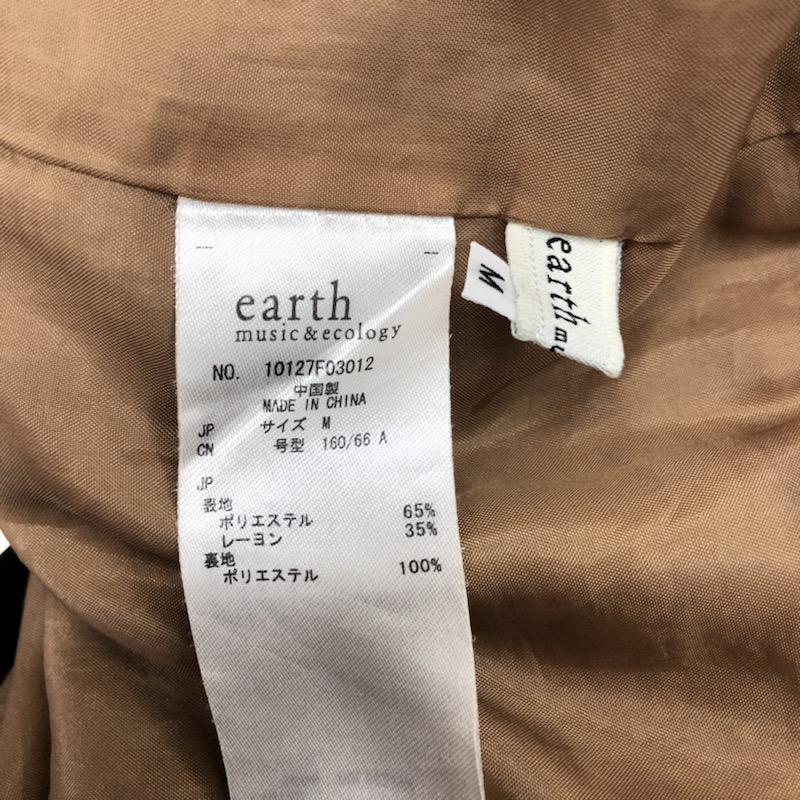 earth
music&ecology
NO. 10127F03012
中国製
MADE IN CHINA
JP サイズ M
CN 号型 160/66 A
JP
表地
ポリエステル 65%
レーヨン 35%
裏地
ポリエステル 100%
M
earth mu